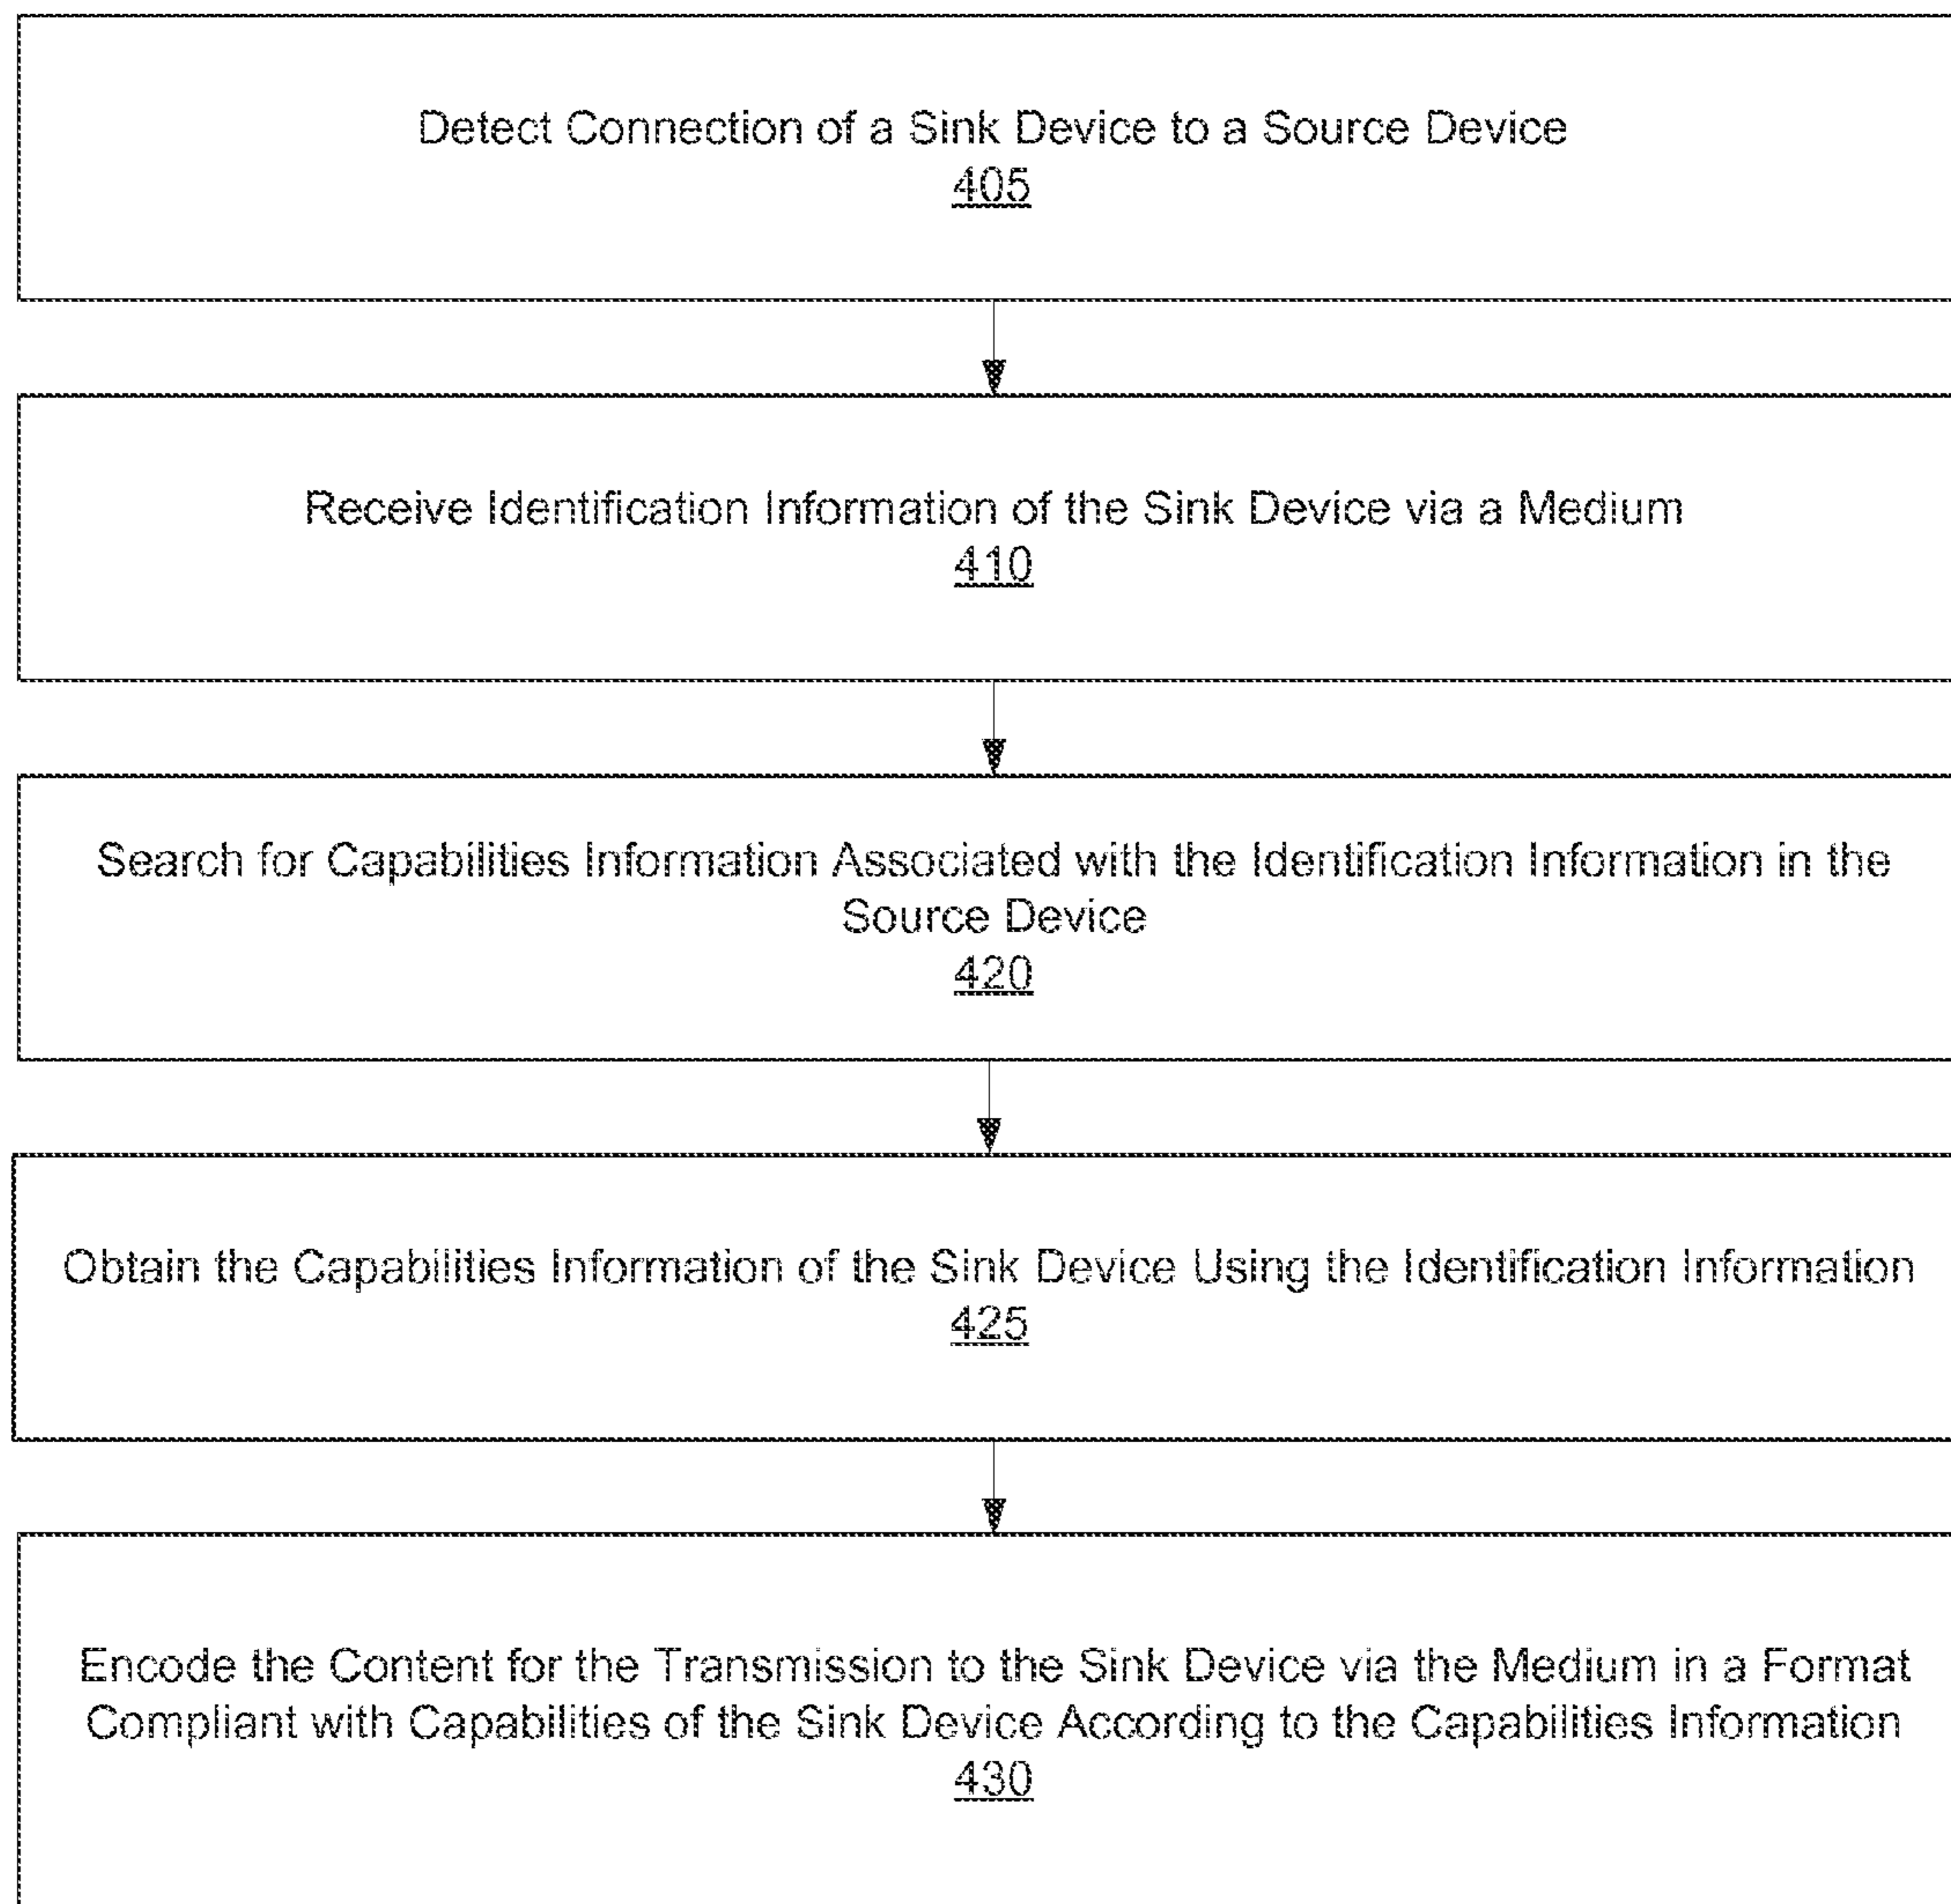 Detect Connection of a Sink Device to a Source Device
405
Receive Identification Information of the Sink Device via a Medium
410
Search for Capabilities Information Associated with the Identification Information in the
Source Device
420
Obtain the Capabilities Information of the Sink Device Using the Identification Information
425
Encode the Content for the Transmission to the Sink Device via the Medium in a Format
Compliant with Capabilities of the Sink Device According to the Capabilities Information
430